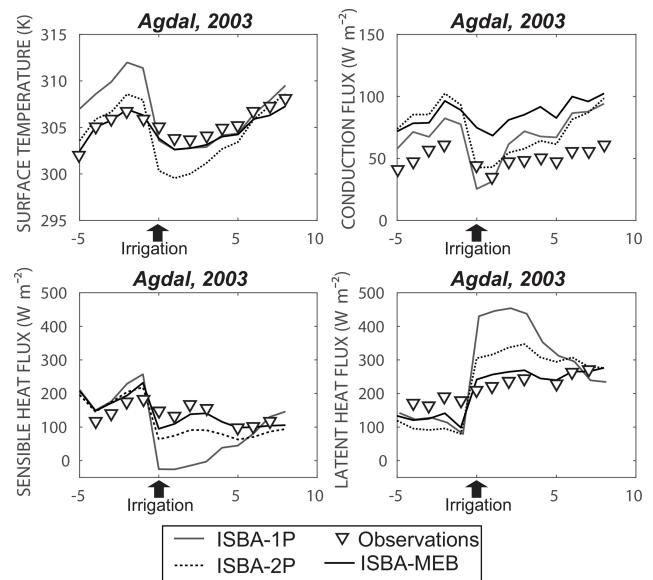 Agdal, 2003
SURFACE TEMPERATURE (K)
315
310
305
300
295
-5
0
5
10
Irrigation
Agdal, 2003
CONDUCTION FLUX (W m⁻²)
150
100
50
0
-5
0
5
10
Irrigation
Agdal, 2003
SENSIBLE HEAT FLUX (W m⁻²)
500
400
300
200
100
0
-5
0
5
10
Irrigation
Agdal, 2003
LATENT HEAT FLUX (W m⁻²)
500
400
300
200
100
0
-5
0
5
10
Irrigation
ISBA-1P
Observations
ISBA-2P
ISBA-MEB